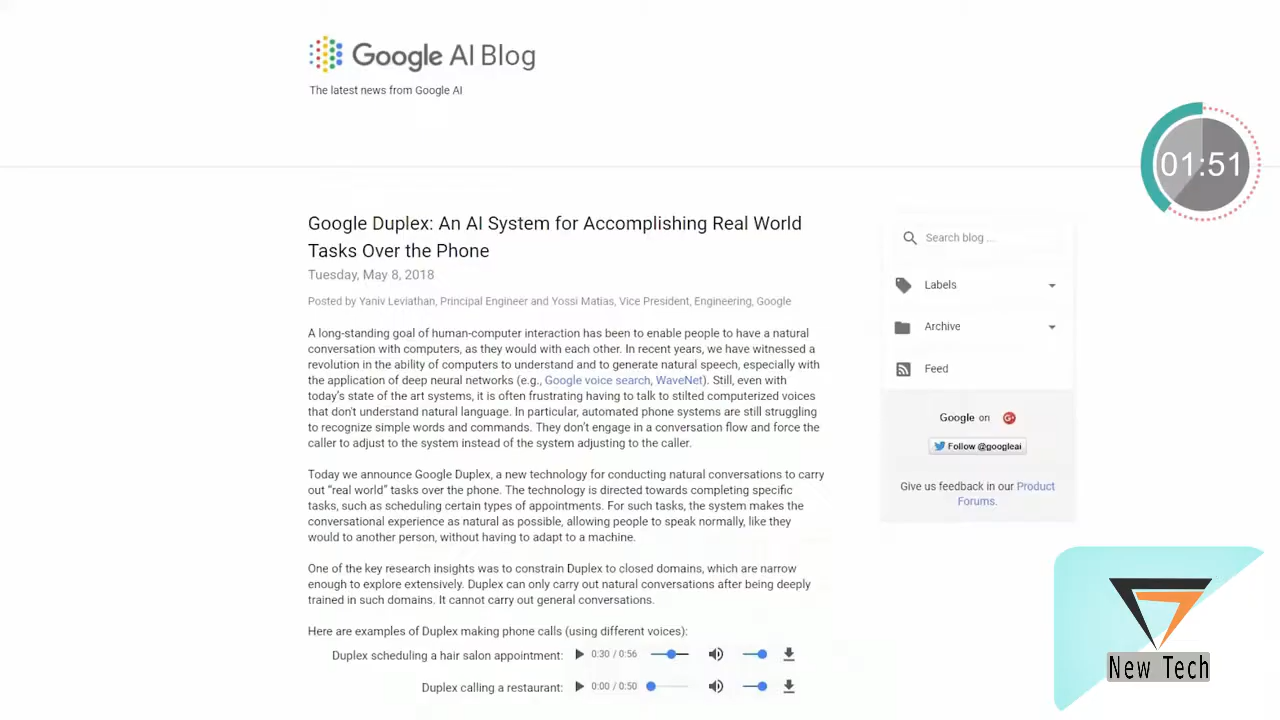 Google AI Blog
The latest news from Google AI
01:51
Google Duplex: An AI System for Accomplishing Real World
Tasks Over the Phone
Tuesday, May 8, 2018
Posted by Yaniv Leviathan, Principal Engineer and Yossi Matias, Vice President, Engineering, Google
A long-standing goal of human-computer interaction has been to enable people to have a natural
conversation with computers, as they would with each other. In recent years, we have witnessed a
revolution in the ability of computers to understand and to generate natural speech, especially with
the application of deep neural networks (e.g., Google voice search, WaveNet). Still, even with
today's state of the art systems, it is often frustrating having to talk to stilted computerized voices
that don't understand natural language. In particular, automated phone systems are still struggling
to recognize simple words and commands. They don't engage in a conversation flow and force the
caller to adjust to the system instead of the system adjusting to the caller.
Today we announce Google Duplex, a new technology for conducting natural conversations to carry
out “real world” tasks over the phone. The technology is directed towards completing specific
tasks, such as scheduling certain types of appointments. For such tasks, the system makes the
conversational experience as natural as possible, allowing people to speak normally, like they
would to another person, without having to adapt to a machine.
One of the key research insights was to constrain Duplex to closed domains, which are narrow
enough to explore extensively. Duplex can only carry out natural conversations after being deeply
trained in such domains. It cannot carry out general conversations.
Here are examples of Duplex making phone calls (using different voices):
Duplex scheduling a hair salon appointment: 0:30 / 0:56
Duplex calling a restaurant: 0:00 / 0:50
Search blog ...
Labels
Archive
Feed
Google on G+
Follow @googleai
Give us feedback in our Product
Forums.
New Tech